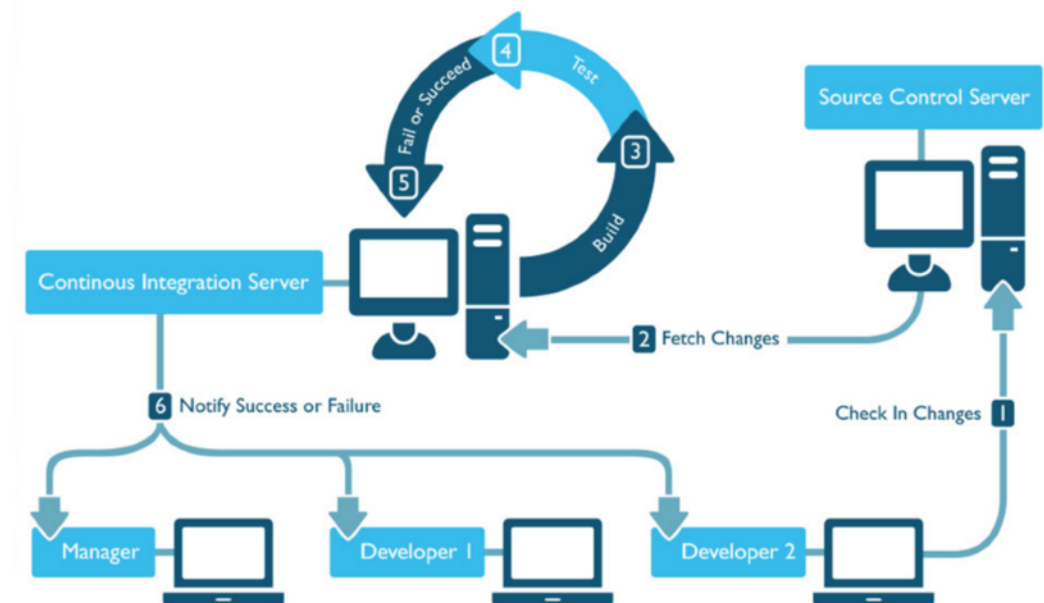 4
Test
Source Control Server
Fail or Succeed
3
5
Build
Continous Integration Server
2 Fetch Changes
6 Notify Success or Failure
Check In Changes 1
Manager
Developer 1
Developer 2